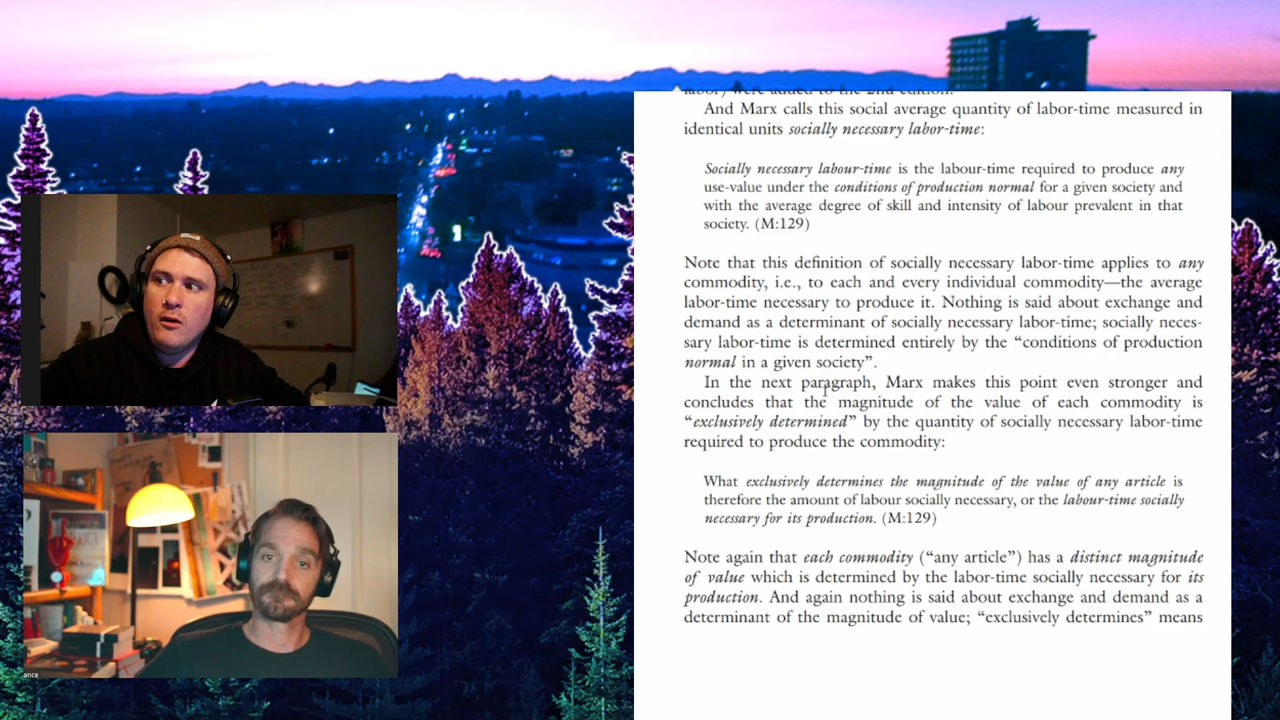 labor) were added to the 2nd edition.
And Marx calls this social average quantity of labor-time measured in
identical units socially necessary labor-time:
Socially necessary labour-time is the labour-time required to produce any
use-value under the conditions of production normal for a given society and
with the average degree of skill and intensity of labour prevalent in that
society. (M:129)
Note that this definition of socially necessary labor-time applies to any
commodity, i.e., to each and every individual commodity—the average
labor-time necessary to produce it. Nothing is said about exchange and
demand as a determinant of socially necessary labor-time; socially neces-
sary labor-time is determined entirely by the “conditions of production
normal in a given society”.
In the next paragraph, Marx makes this point even stronger and
concludes that the magnitude of the value of each commodity is
“exclusively determined” by the quantity of socially necessary labor-time
required to produce the commodity:
What exclusively determines the magnitude of the value of any article is
therefore the amount of labour socially necessary, or the labour-time socially
necessary for its production. (M:129)
Note again that each commodity (“any article”) has a distinct magnitude
of value which is determined by the labor-time socially necessary for its
production. And again nothing is said about exchange and demand as a
determinant of the magnitude of value; “exclusively determines” means
ance